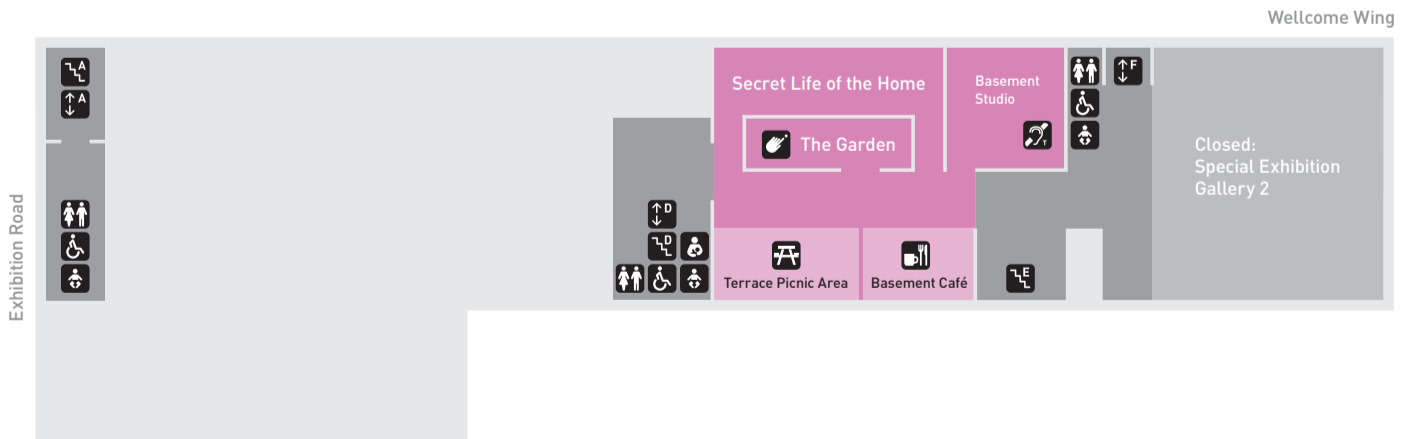 Wellcome Wing
A
A
Exhibition Road
D
D
Secret Life of the Home
The Garden
Terrace Picnic Area
Basement Café
Basement
Studio
T
E
F
Closed:
Special Exhibition
Gallery 2